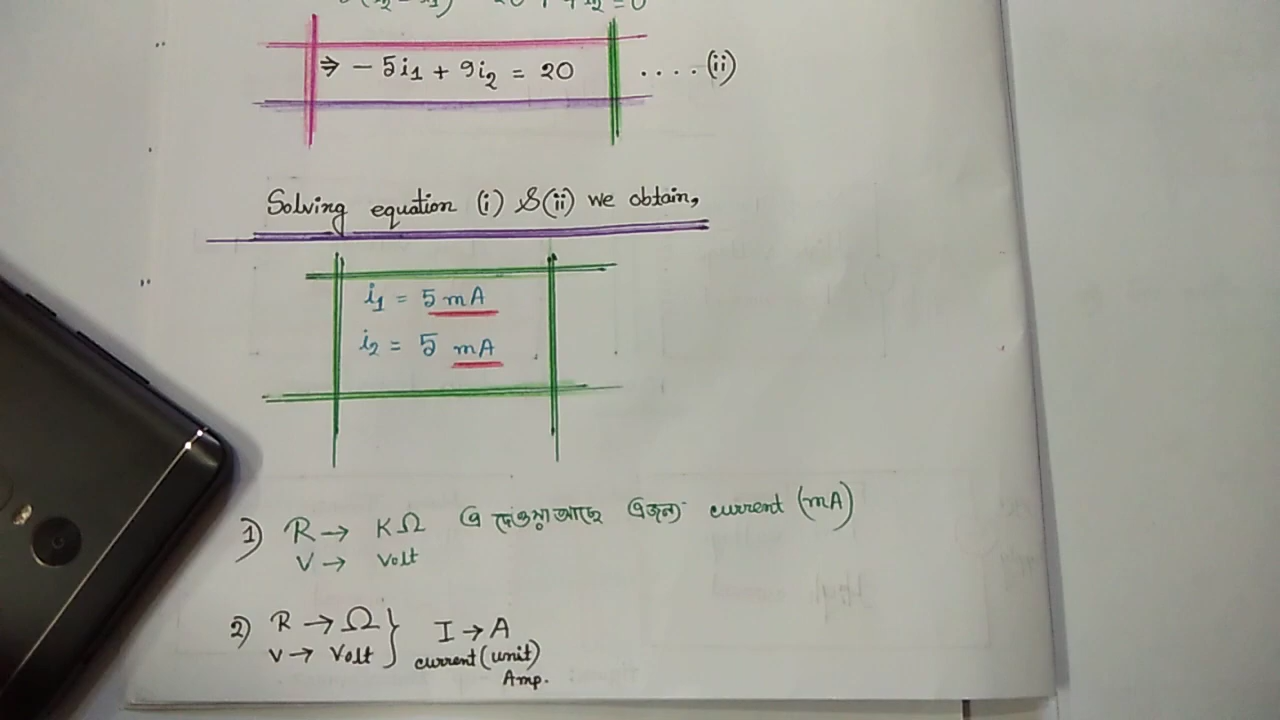 ⇒ - 5i₁ + 9i₂ = 20 ....(ii)
Solving equation (i) & (ii) we obtain,
i₁ = 5 mA
i₂ = 5 mA
1) R → KΩ এ দেওয়া আছে এজন্য current (mA)
V → Volt
2) R → Ω } I → A
V → Volt current (unit)
Amp.